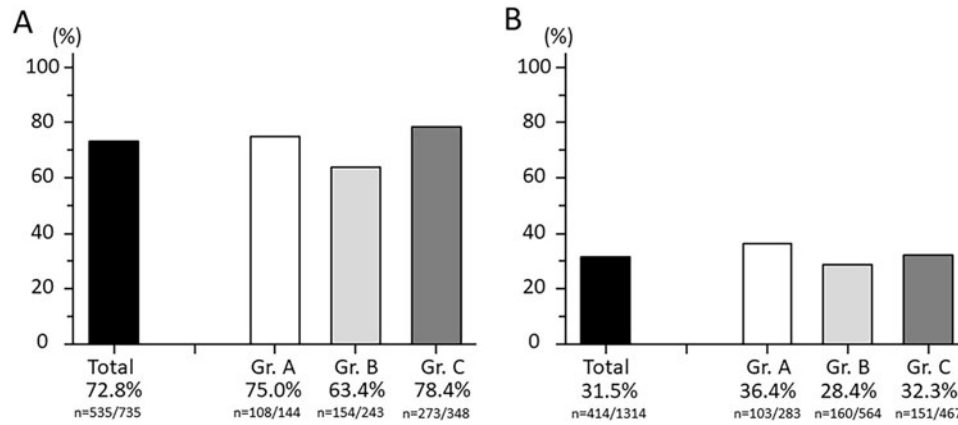 A
(%)
100
80
60
40
20
0
Total Gr. A Gr. B Gr. C
72.8% 75.0% 63.4% 78.4%
n=535/735 n=108/144 n=154/243 n=273/348
B
(%)
100
80
60
40
20
0
Total Gr. A Gr. B Gr. C
31.5% 36.4% 28.4% 32.3%
n=414/1314 n=103/283 n=160/564 n=151/467